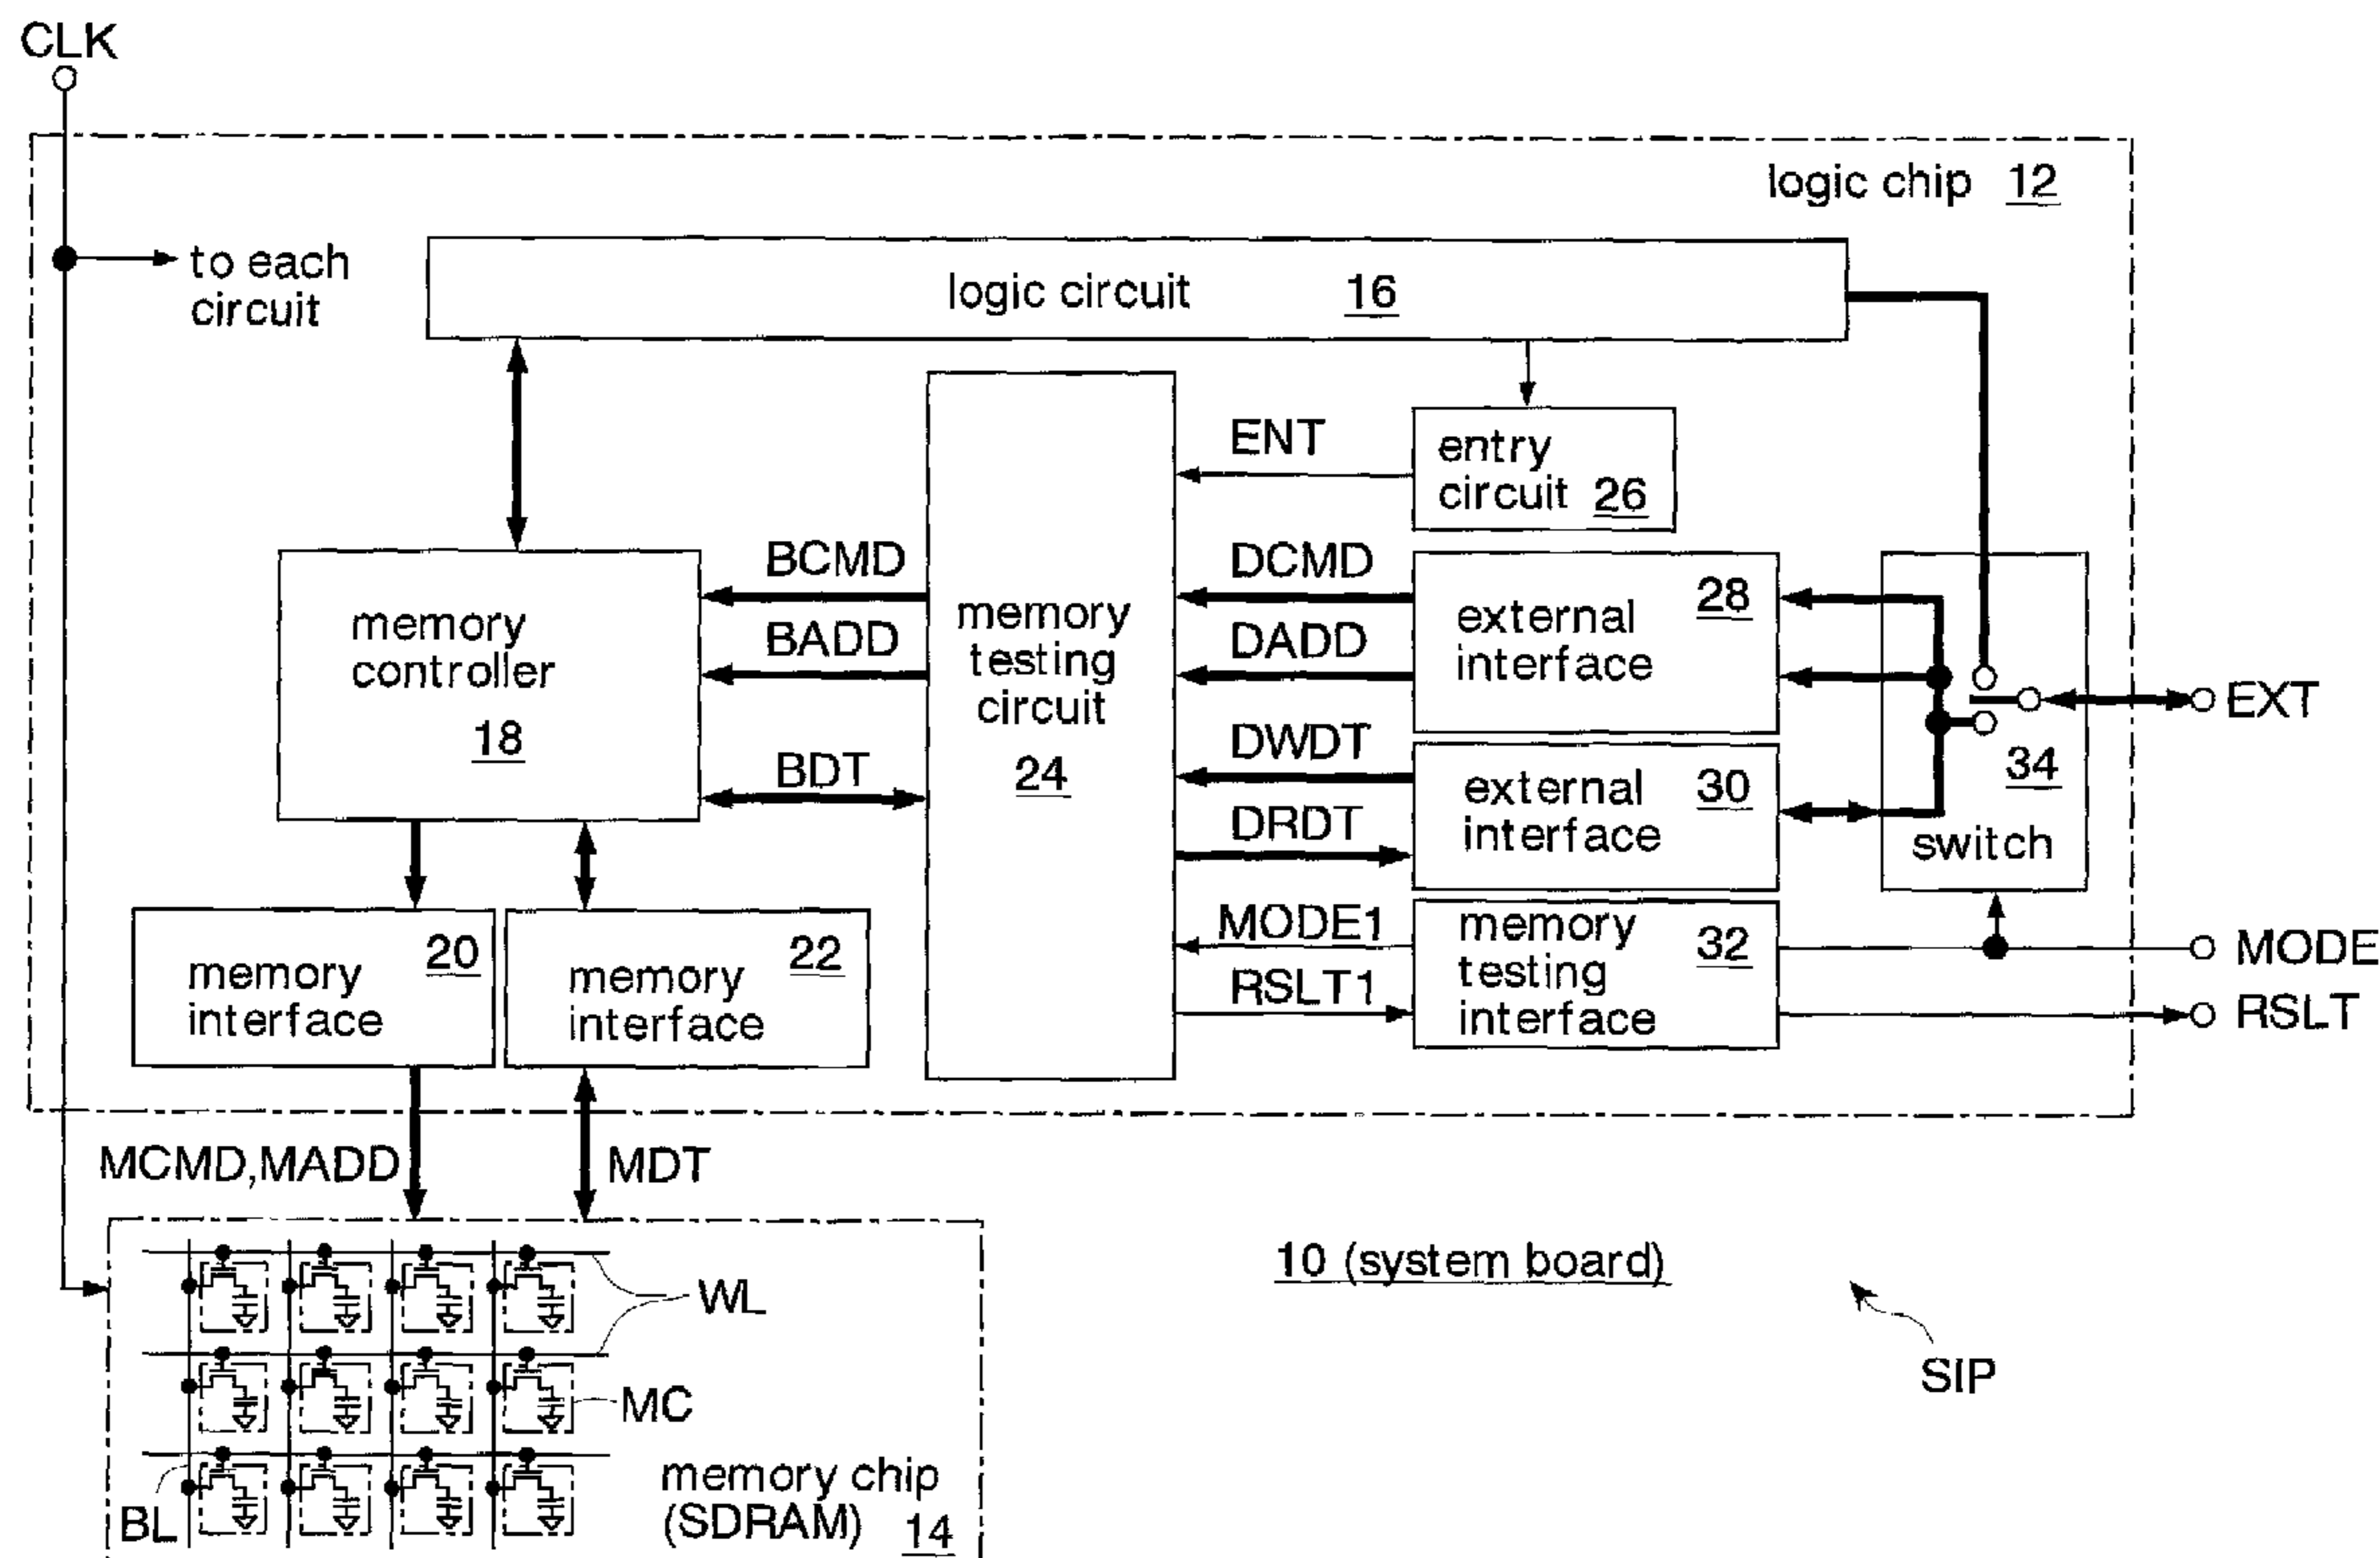 CLK
logic chip 12
to each
circuit
logic circuit 16
ENT
entry
circuit 26
BCMD
BADD
BDT
memory
controller
18
memory
testing
circuit
24
DCMD
DADD
DWDT
DRDT
MODE1
RSLT1
external
interface
28
external
interface
30
memory
testing
interface
32
34
switch
EXT
MODE
RSLT
memory
interface
20
memory
interface
22
MCMD,MADD
MDT
WL
MC
BL
memory chip
(SDRAM) 14
10 (system board)
SIP